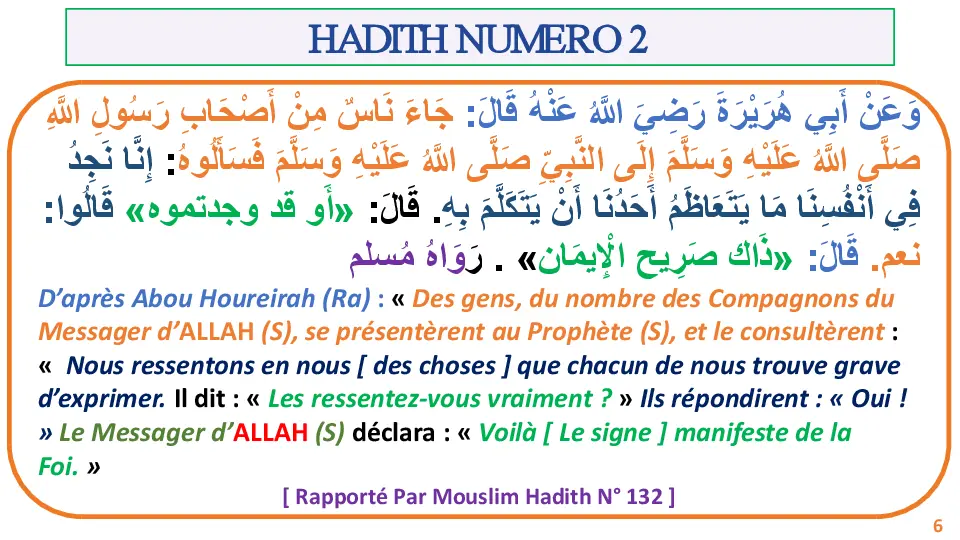 HADITH NUMERO 2
وَعَنْ أَبِي هُرَيْرَةَ رَضِيَ اللَّهُ عَنْهُ قَالَ: جَاءَ نَاسٌ مِنْ أَصْحَابِ رَسُولِ اللَّهِ
صَلَّى اللَّهُ عَلَيْهِ وَسَلَّمَ إِلَى النَّبِيِّ صَلَّى اللَّهُ عَلَيْهِ وَسَلَّمَ فَسَأَلُوهُ: إِنَّا نَجِدُ
فِي أَنْفُسِنَا مَا يَتَعَاظَمُ أَحَدُنَا أَنْ يَتَكَلَّمَ بِهِ. قَالَ: «أَو قد وجدتموه» قَالُوا:
نعم. قَالَ: «ذَاك صَرِيح الْإِيمَان» . رَوَاهُ مُسلم
D’après Abou Houreirah (Ra) : « Des gens, du nombre des Compagnons du
Messager d’ALLAH (S), se présentèrent au Prophète (S), et le consultèrent :
« Nous ressentons en nous [ des choses ] que chacun de nous trouve grave
d’exprimer. Il dit : « Les ressentez-vous vraiment ? » Ils répondirent : « Oui !
» Le Messager d’ALLAH (S) déclara : « Voilà [ Le signe ] manifeste de la
Foi. »
[ Rapporté Par Mouslim Hadith N° 132 ]
6